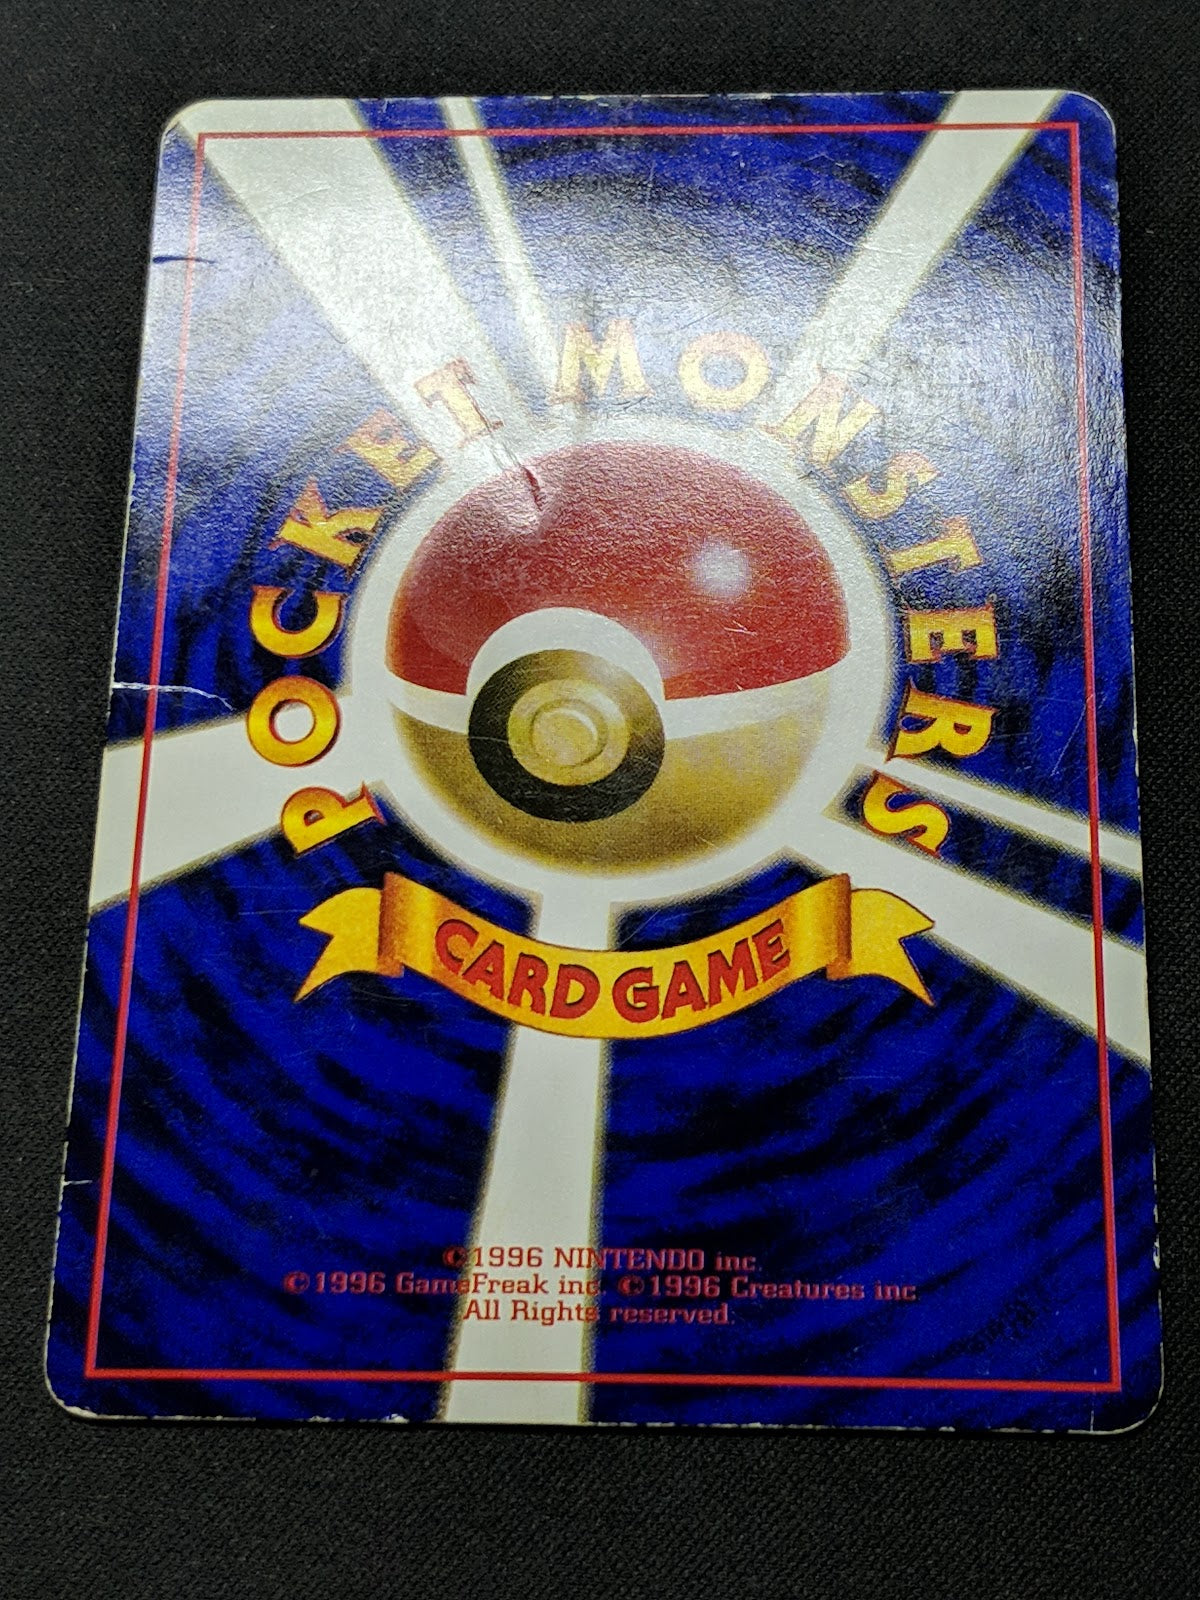 POCKET MONSTERS
CARD GAME
©1996 NINTENDO inc.
©1996 GameFreak inc. ©1996 Creatures inc.
All Rights reserved.